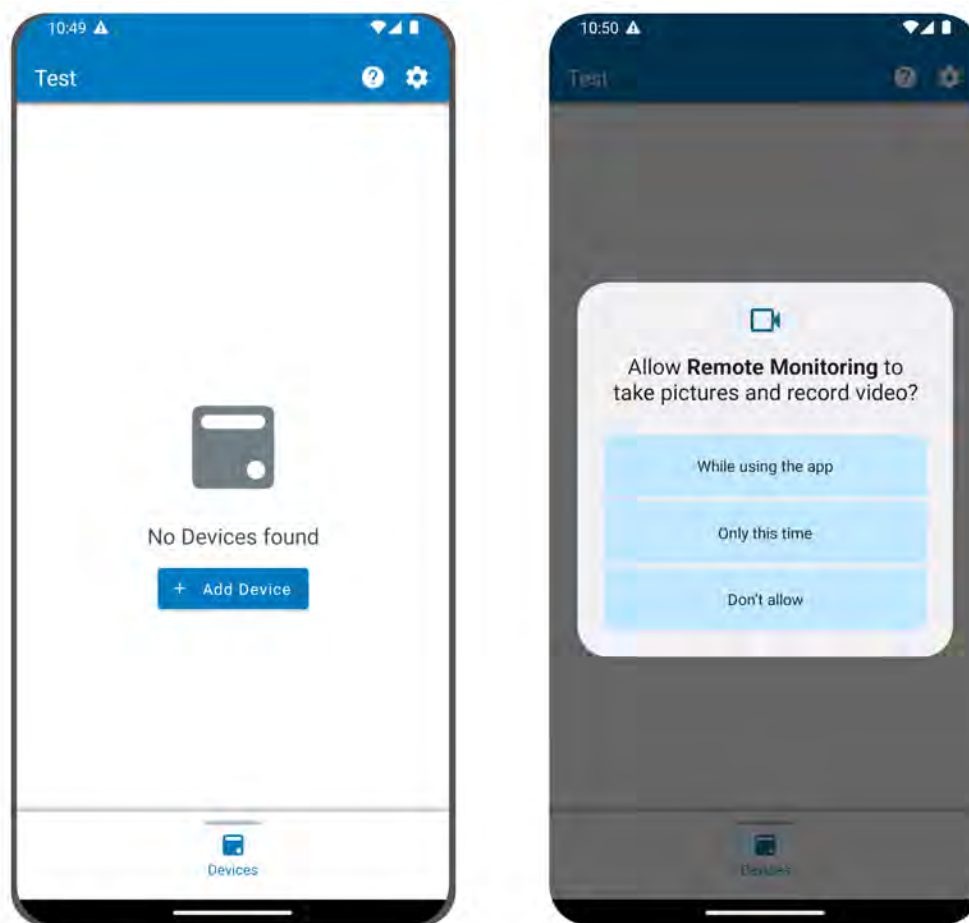 10:49
Test
No Devices found
+ Add Device
Devices
10:50
Test
Allow Remote Monitoring to
take pictures and record video?
While using the app
Only this time
Don't allow
Devices